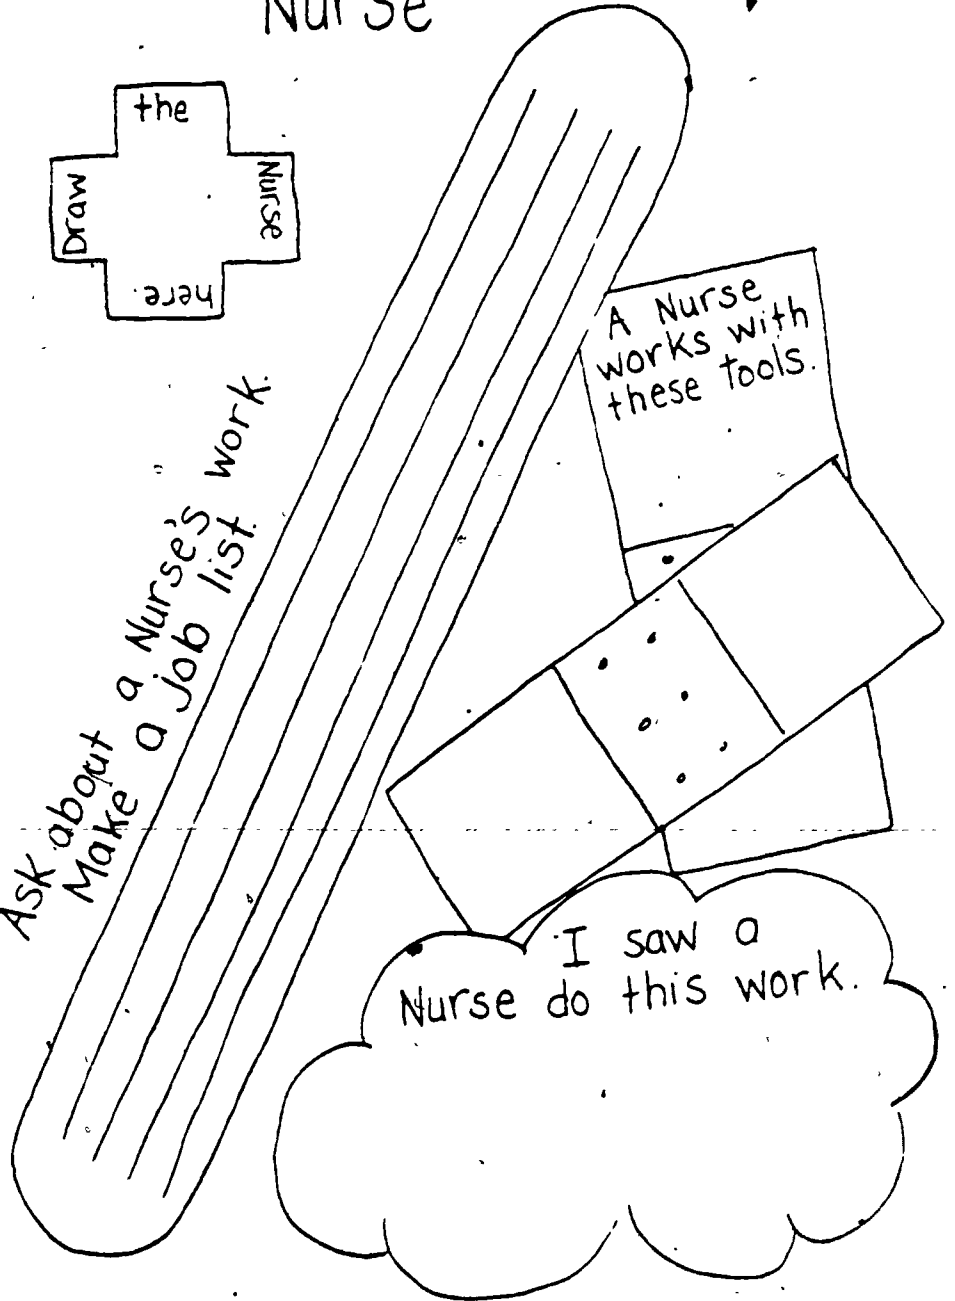 Nurse
the
Draw
Nurse
here.
A Nurse
works with
these tools.
Ask about a Nurse's work.
Make a job list.
I saw a
Nurse do this work.